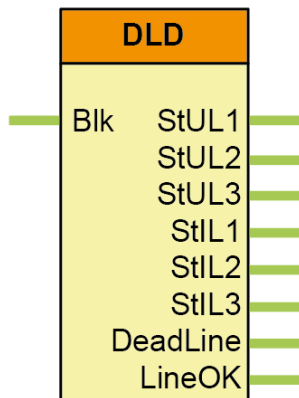 DLD
Blk StUL1
StUL2
StUL3
StIL1
StIL2
StIL3
DeadLine
LineOK